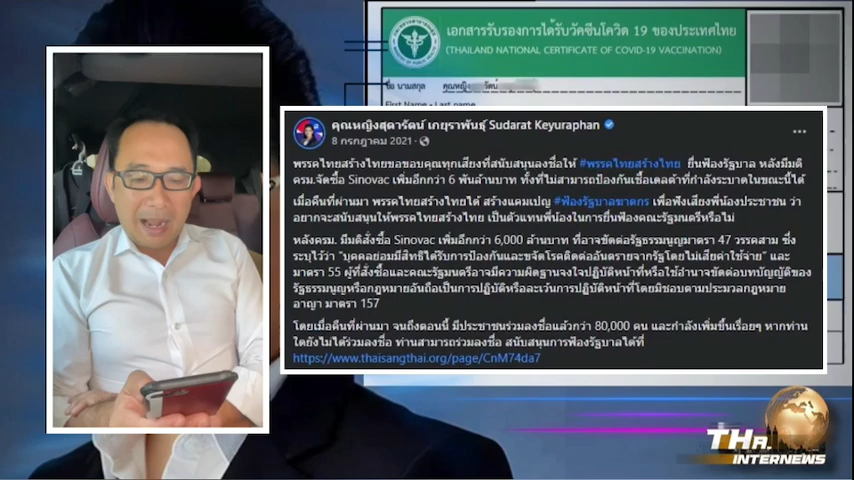 เอกสารรับรองการได้รับวัคซีนโควิด 19 ของประเทศไทย
(THAILAND NATIONAL CERTIFICATE OF COVID-19 VACCINATION)
ชื่อ นามสกุล คุณหญิง
First Name - Last name
คุณหญิงสุดารัตน์ เกยุราพันธุ์ Sudarat Keyuraphan
8 กรกฎาคม 2021
พรรคไทยสร้างไทยขอขอบคุณทุกเสียงที่สนับสนุนลงชื่อให้ #พรรคไทยสร้างไทย ยื่นฟ้องรัฐบาล หลังมีมติ
ครม.จัดซื้อ Sinovac เพิ่มอีกกว่า 6 พันล้านบาท ทั้งที่ไม่สามารถป้องกันเชื้อเดลต้าที่กำลังระบาดในขณะนี้ได้
เมื่อคืนที่ผ่านมา พรรคไทยสร้างไทยได้ สร้างแคมเปญ #ฟ้องรัฐบาลฆาตกร เพื่อฟังเสียงพี่น้องประชาชน ว่า
อยากจะสนับสนุนให้พรรคไทยสร้างไทย เป็นตัวแทนพี่น้องในการยื่นฟ้องคณะรัฐมนตรีหรือไม่
หลังครม. มีมติสั่งซื้อ Sinovac เพิ่มอีกกว่า 6,000 ล้านบาท ที่อาจขัดต่อรัฐธรรมนูญมาตรา 47 วรรคสาม ซึ่ง
ระบุไว้ว่า "บุคคลย่อมมีสิทธิได้รับการป้องกันและขจัดโรคติดต่ออันตรายจากรัฐโดยไม่เสียค่าใช้จ่าย" และ
มาตรา 55 ผู้ที่สั่งซื้อและคณะรัฐมนตรีอาจมีความผิดฐานจงใจปฏิบัติหน้าที่หรือใช้อำนาจขัดต่อบทบัญญัติของ
รัฐธรรมนูญหรือกฎหมายอันถือเป็นการปฏิบัติหรือละเว้นการปฏิบัติหน้าที่โดยมิชอบตามประมวลกฎหมาย
อาญา มาตรา 157
โดยเมื่อคืนที่ผ่านมา จนถึงตอนนี้ มีประชาชนร่วมลงชื่อแล้วกว่า 80,000 คน และกำลังเพิ่มขึ้นเรื่อยๆ หากท่าน
ใดยังไม่ได้ร่วมลงชื่อ ท่านสามารถร่วมลงชื่อ สนับสนุนการฟ้องรัฐบาลได้ที่
https://www.thaisangthai.org/page/CnM74da7
THR.
INTERNEWS